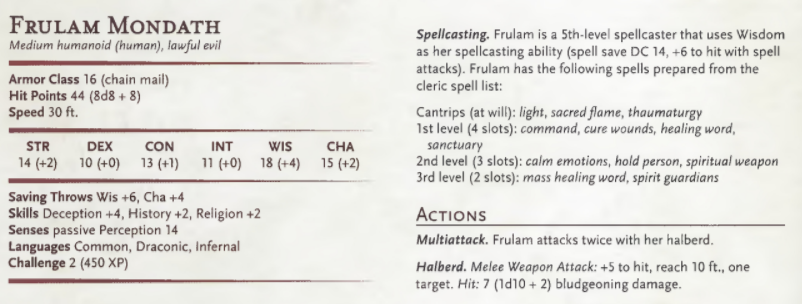 FRULAM MONDATH
Medium humanoid (human), lawful evil
Armor Class 16 (chain mail)
Hit Points 44 (8d8 + 8)
Speed 30 ft.
STR DEX CON INT WIS CHA
14 (+2) 10 (+0) 13 (+1) 11 (+0) 18 (+4) 15 (+2)
Saving Throws Wis +6, Cha +4
Skills Deception +4, History +2, Religion +2
Senses passive Perception 14
Languages Common, Draconic, Infernal
Challenge 2 (450 XP)
Spellcasting. Frulam is a 5th-level spellcaster that uses Wisdom
as her spellcasting ability (spell save DC 14, +6 to hit with spell
attacks). Frulam has the following spells prepared from the
cleric spell list:
Cantrips (at will): light, sacred flame, thaumaturgy
1st level (4 slots): command, cure wounds, healing word,
sanctuary
2nd level (3 slots): calm emotions, hold person, spiritual weapon
3rd level (2 slots): mass healing word, spirit guardians
ACTIONS
Multiattack. Frulam attacks twice with her halberd.
Halberd. Melee Weapon Attack: +5 to hit, reach 10 ft., one
target. Hit: 7 (1d10 + 2) bludgeoning damage.